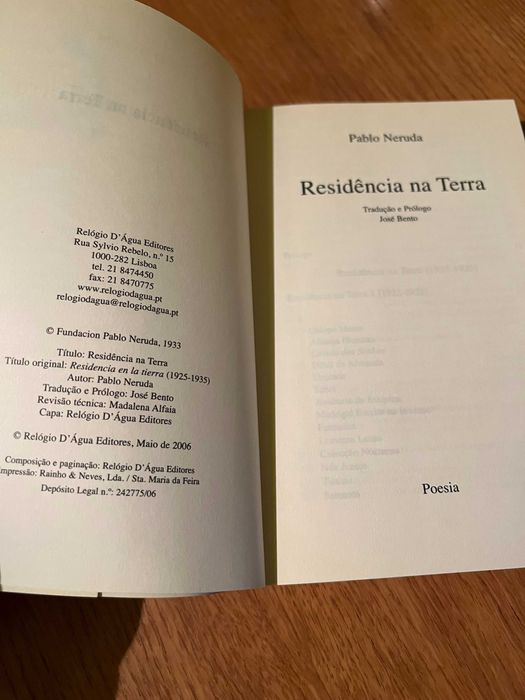 Relógio D'Água Editores
Rua Sylvio Rebelo, n.º 15
1000-282 Lisboa
tel. 21 8474450
fax: 21 8470775
www.relogiodagua.pt
relogiodagua@relogiodagua.pt
© Fundacion Pablo Neruda, 1933
Título: Residência na Terra
Título original: Residencia en la tierra (1925-1935)
Autor: Pablo Neruda
Tradução e Prólogo: José Bento
Revisão técnica: Madalena Alfaia
Capa: Relógio D'Água Editores
© Relógio D'Água Editores, Maio de 2006
Composição e paginação: Relógio D'Água Editores
Impressão: Rainho & Neves, Lda. / Sta. Maria da Feira
Depósito Legal n.º: 242775/06
Pablo Neruda
Residência na Terra
Tradução e Prólogo
José Bento
Poesia